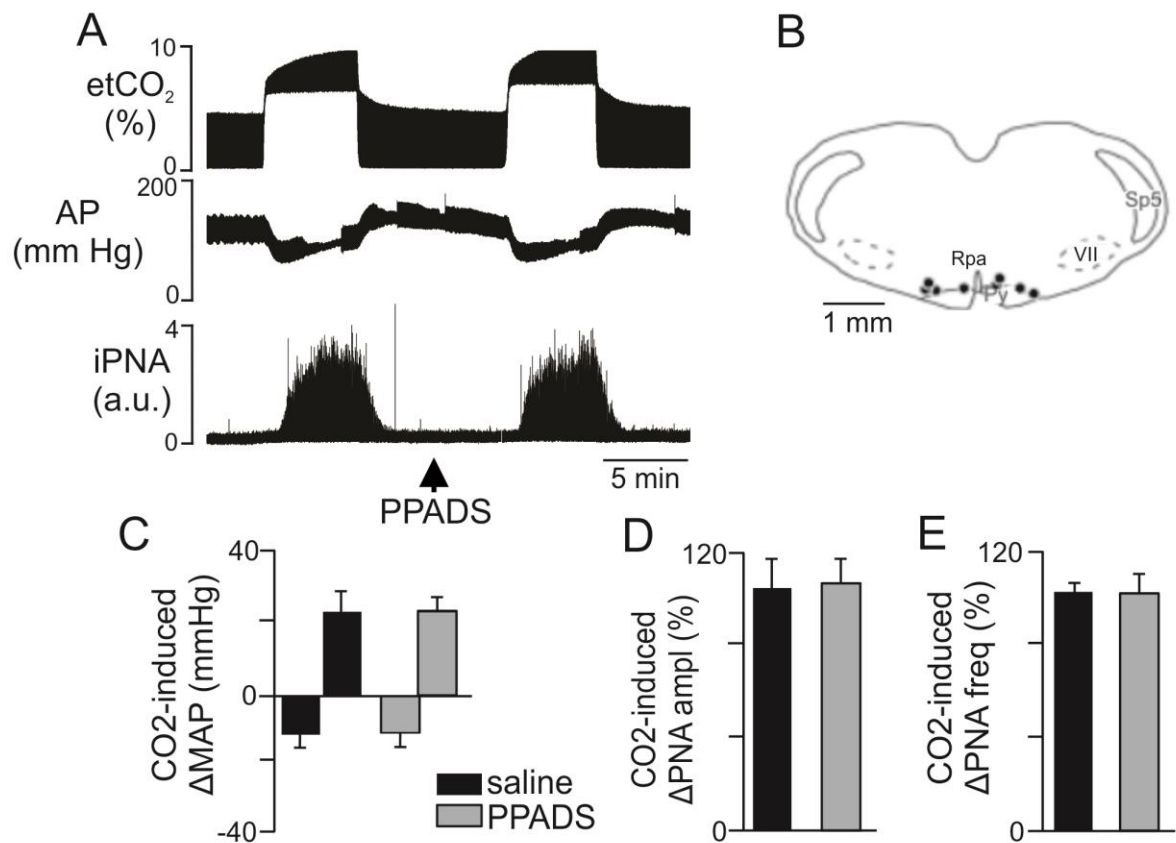 A
10
etCO2
(%)
0
200
AP
(mm Hg)
0
4
iPNA
(a.u.)
0
5 min
PPADS
B
Sp5
VII
Rpa
Py
1 mm
C
40
CO2-induced
ΔMAP (mmHg)
0
-40
saline
PPADS
D
120
CO2-induced
ΔPNA ampl (%)
0
E
120
CO2-induced
ΔPNA freq (%)
0